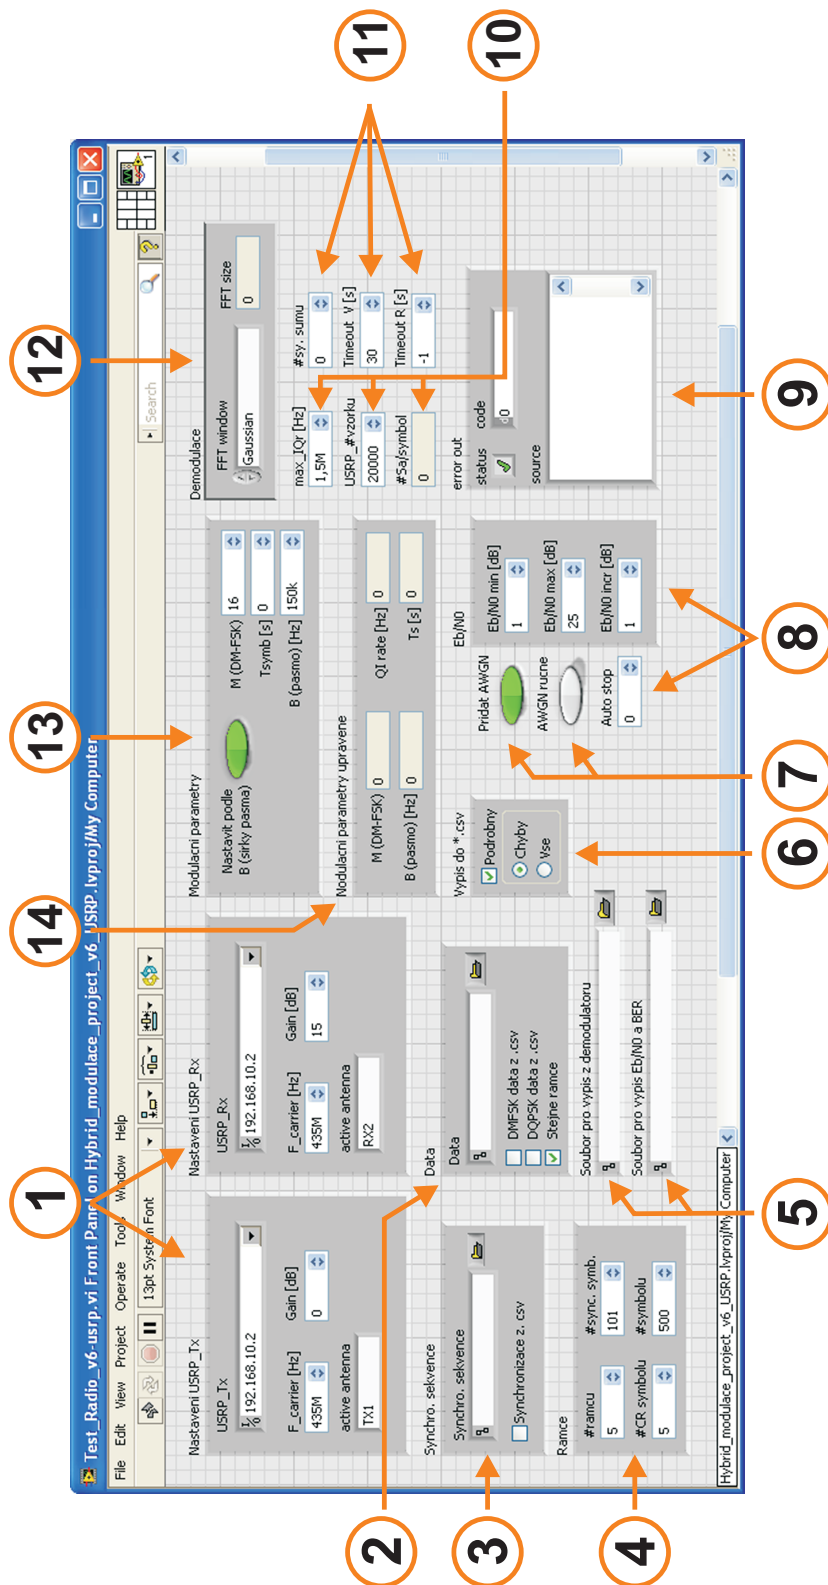 Test_Radio_v6-usrp.vi Front Panel on Hybrid_modulace_project_v6_USRP.lvproj/My Computer
File Edit View Project Operate Tools Window Help
13pt System Font
Search
1
Nastaveni USRP_Tx
USRP_Tx
192.168.10.2
F_carrier [Hz]
435M
Gain [dB]
0
active antenna
TX1
Nastaveni USRP_Rx
USRP_Rx
192.168.10.2
F_carrier [Hz]
435M
Gain [dB]
15
active antenna
RX2
14
13
Modulacni parametry
Nastavit podle
B (sirky pasma)
M (DM-FSK)
16
Tsymb [s]
0
B (pasmo) [Hz]
150k
Nodulacni parametry upravene
M (DM-FSK)
0
QI rate [Hz]
0
B (pasmo) [Hz]
0
Ts [s]
0
12
Demodulace
FFT window
Gaussian
FFT size
0
11
max_IQr [Hz]
1,5M
#sy. sumu
0
USRP_#vzorku
20000
Timeout V [s]
30
#Sa/symbol
0
Timeout R [s]
-1
10
2
Synchro. sekvence
Synchro. sekvence
Synchronizace z. csv
3
Data
Data
DMFSK data z .csv
DQPSK data z .csv
Stejne ramce
Vypis do *.csv
Podrobny
Chyby
Vse
6
Pridat AWGN
AWGN rucne
7
Auto stop
0
Eb/N0
Eb/N0 min [dB]
1
Eb/N0 max [dB]
25
Eb/N0 incr [dB]
1
8
error out
status
code
0
source
9
Ramce
#ramcu
5
#sync. symb.
101
#CR symbolu
5
#symbolu
500
4
Soubor pro vypis z demodulatoru
Soubor pro vypis Eb/N0 a BER
5
Hybrid_modulace_project_v6_USRP.lvproj/My Computer